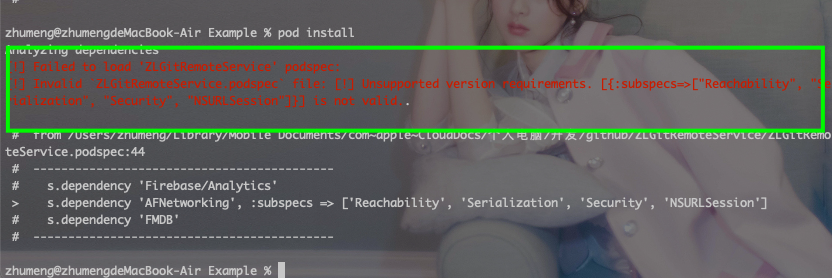 #
zhumeng@zhumengdeMacBook-Air Example % pod install
Analyzing dependencies
[!] Failed to load 'ZLGitRemoteService' podspec:
[!] Invalid `ZLGitRemoteService.podspec` file: [!] Unsupported version requirements. [{:subspecs=>["Reachability", "Se
ialization", "Security", "NSURLSession"]}] is not valid..
#  from /Users/zhumeng/Library/Mobile Documents/com~apple~CloudDocs/个人电脑/开发/github/ZLGitRemoteService/ZLGitRemo
teService.podspec:44
#  -------------------------------------------
#    s.dependency 'Firebase/Analytics'
>    s.dependency 'AFNetworking', :subspecs => ['Reachability', 'Serialization', 'Security', 'NSURLSession']
#    s.dependency 'FMDB'
#  -------------------------------------------
zhumeng@zhumengdeMacBook-Air Example %